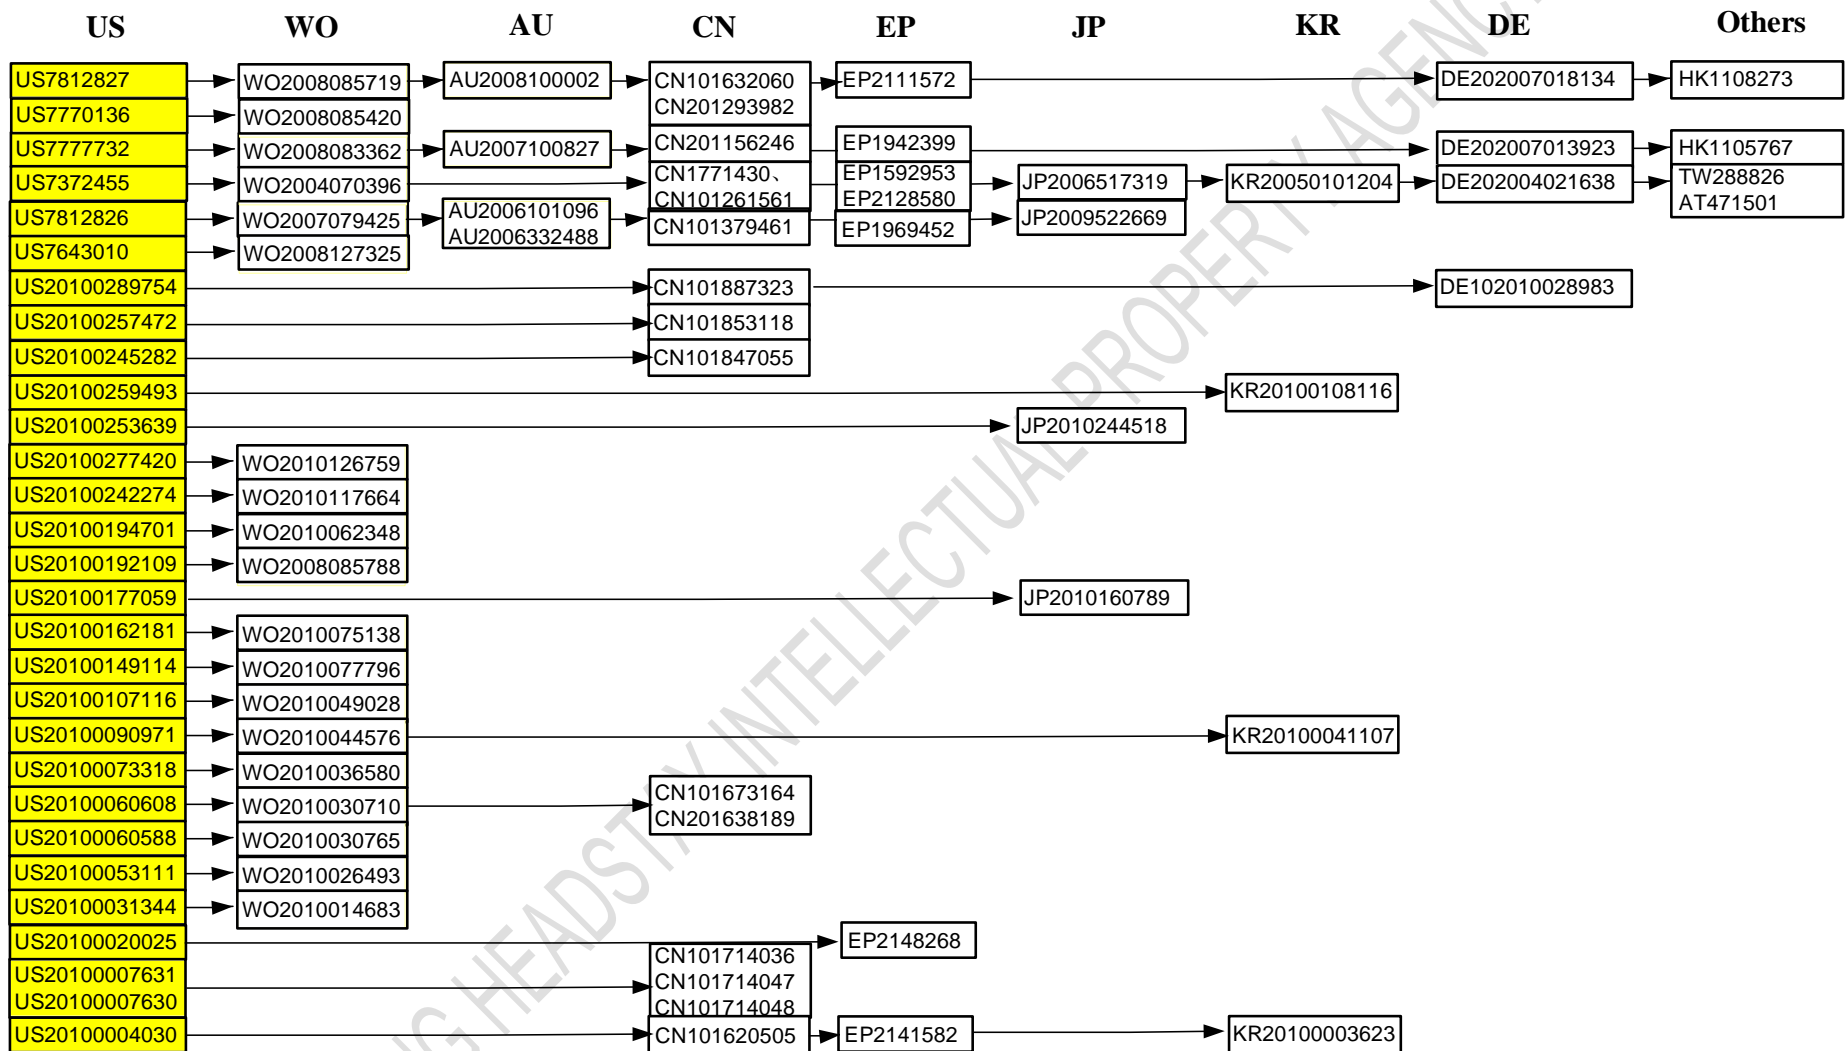 US WO AU CN EP JP KR DE Others
US7812827 WO2008085719 AU2008100002 CN101632060 EP2111572 DE202007018134 HK1108273
CN201293982
US7770136 WO2008085420
US7777732 WO2008083362 AU2007100827 CN201156246 EP1942399 DE202007013923 HK1105767
US7372455 WO2004070396 CN1771430、 EP1592953 JP2006517319 KR20050101204 DE202004021638 TW288826
CN101261561 EP2128580 AT471501
US7812826 WO2007079425 AU2006101096 CN101379461 EP1969452 JP2009522669
AU2006332488
US7643010 WO2008127325
US20100289754 CN101887323 DE102010028983
US20100257472 CN101853118
US20100245282 CN101847055
US20100259493 KR20100108116
US20100253639 JP2010244518
US20100277420 WO2010126759
US20100242274 WO2010117664
US20100194701 WO2010062348
US20100192109 WO2008085788
US20100177059 JP2010160789
US20100162181 WO2010075138
US20100149114 WO2010077796
US20100107116 WO2010049028
US20100090971 WO2010044576 KR20100041107
US20100073318 WO2010036580
US20100060608 WO2010030710 CN101673164
CN201638189
US20100060588 WO2010030765
US20100053111 WO2010026493
US20100031344 WO2010014683
US20100020025 EP2148268
US20100007631 CN101714036
US20100007630 CN101714047
CN101714048
US20100004030 CN101620505 EP2141582 KR20100003623
HEADSTAY INTELLECTUAL PROPERTY